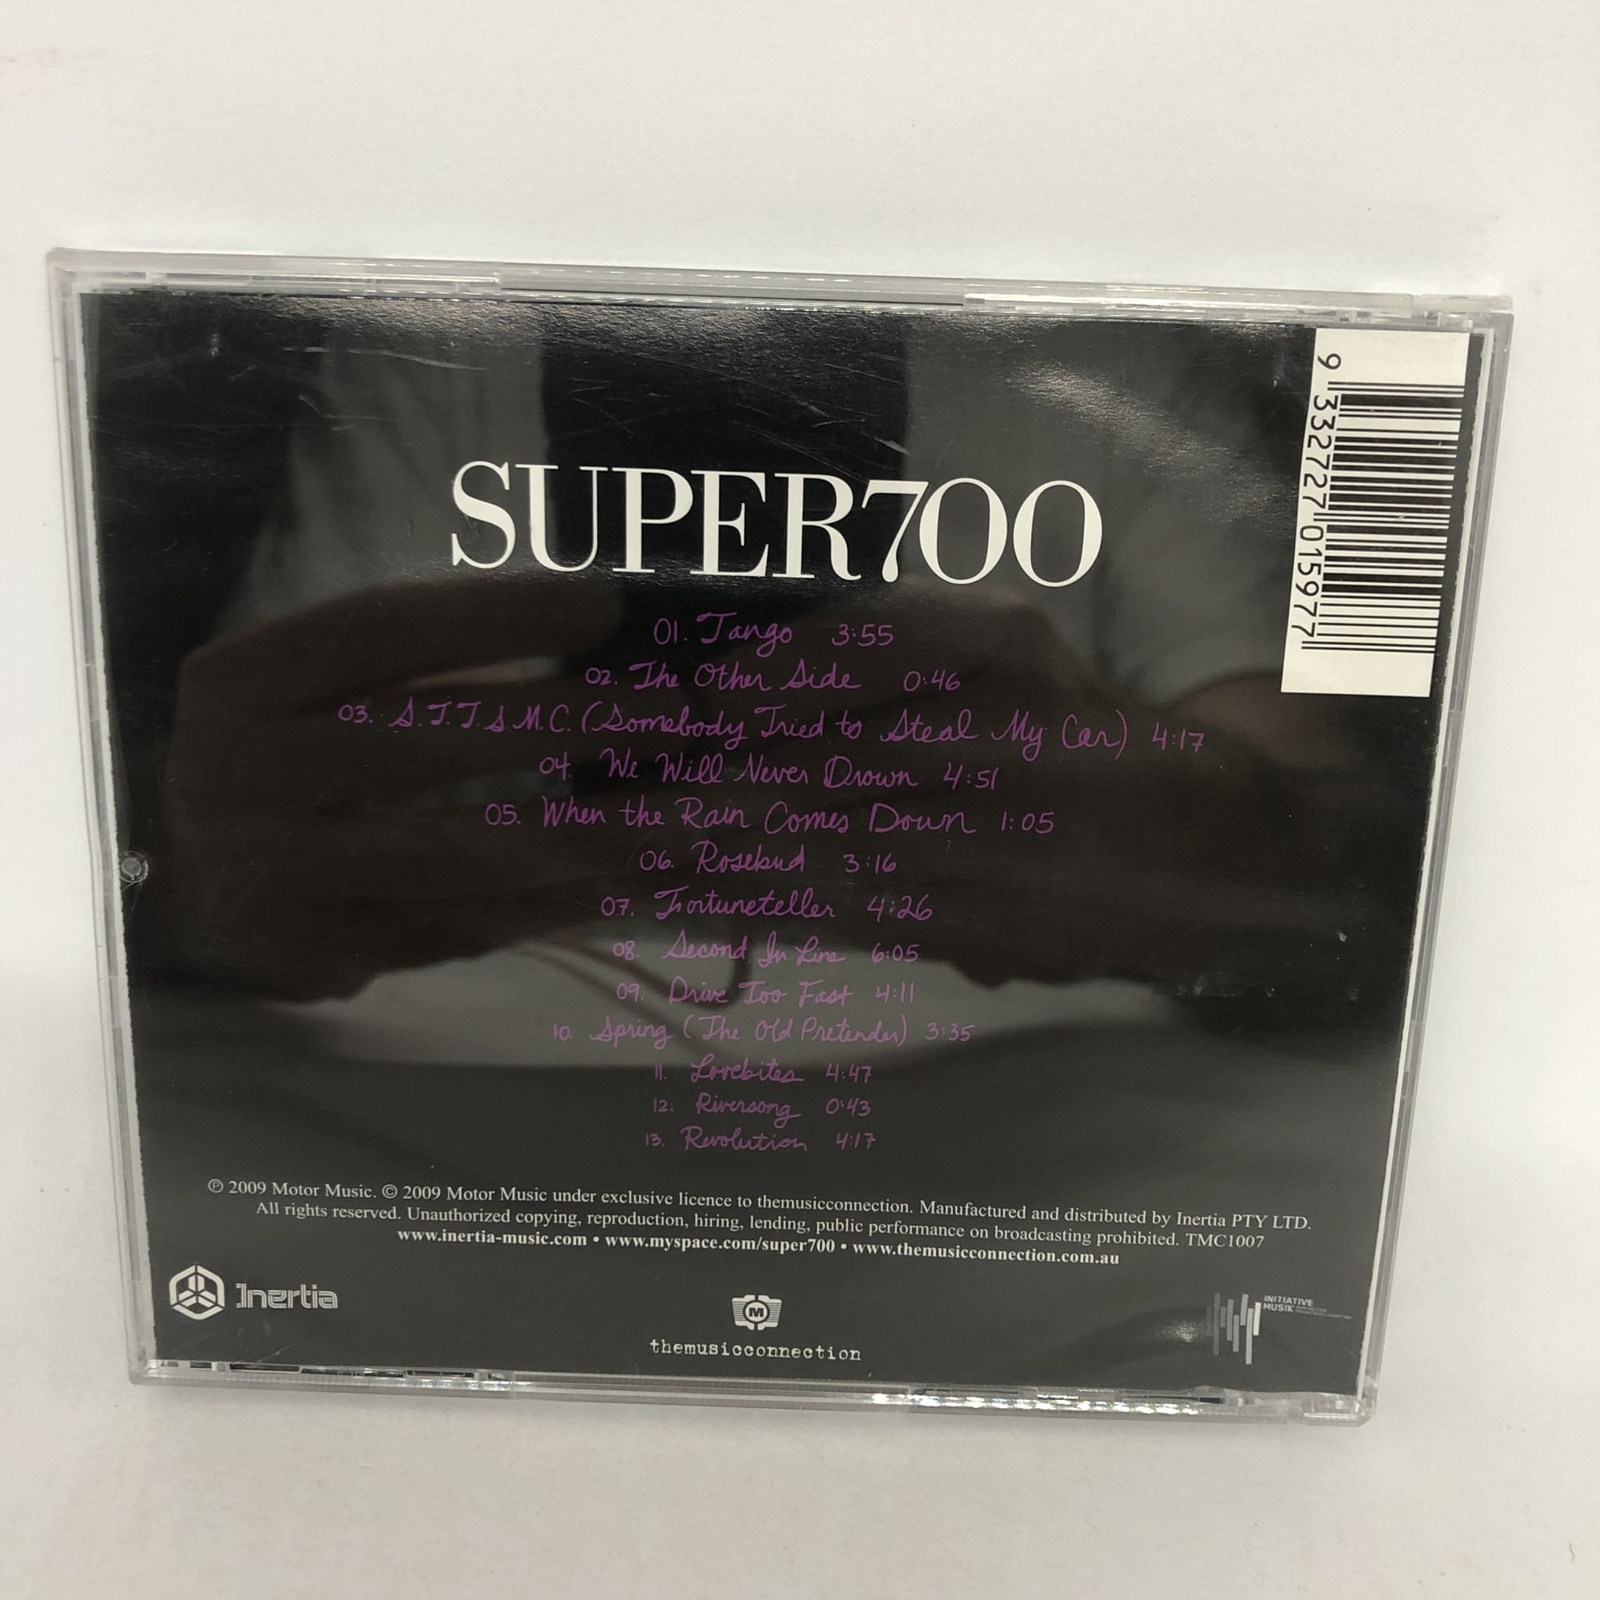 SUPER700
01. Tango 3:55
02. The Other Side 0:46
03. S.T.T.S.M.C. (Somebody Tried to Steal My Car) 4:17
04. We Will Never Drown 4:51
05. When the Rain Comes Down 1:05
06. Rosebud 3:16
07. Fortuneteller 4:26
08. Second In Line 6:05
09. Drive Too Fast 4:11
10. Spring (The Old Pretender) 3:35
11. Lovebites 4:47
12. Riversong 0:43
13. Revolution 4:17
℗ 2009 Motor Music. © 2009 Motor Music under exclusive licence to themusicconnection. Manufactured and distributed by Inertia PTY LTD.
All rights reserved. Unauthorized copying, reproduction, hiring, lending, public performance on broadcasting prohibited. TMC1007
www.inertia-music.com • www.myspace.com/super700 • www.themusicconnection.com.au
Inertia
M
themusicconnection
INITIATIVE
MUSIK
9 332727 015977